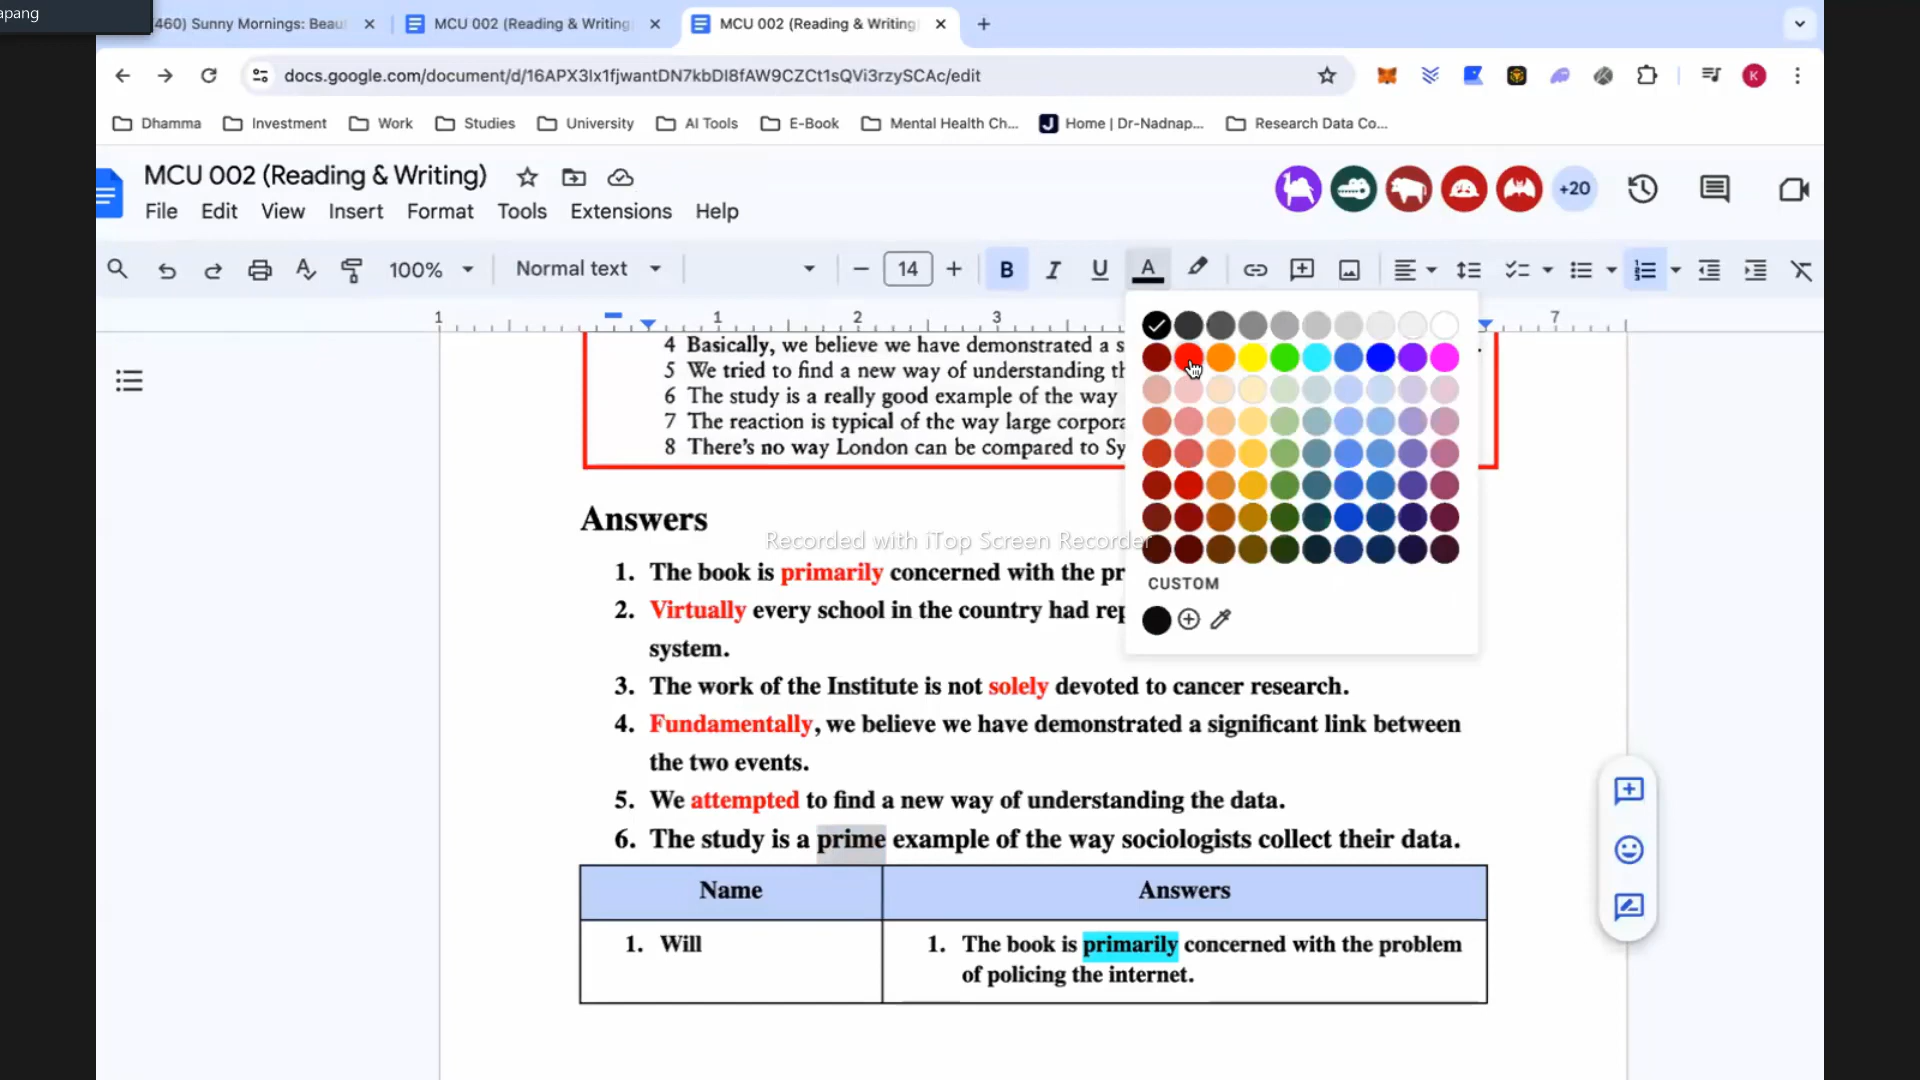 apang
460) Sunny Mornings: Beau
MCU 002 (Reading & Writing)
MCU 002 (Reading & Writing
docs.google.com/document/d/16APX3lx1fjwantDN7kbDl8fAW9CZCt1sQVi3rzySCAc/edit
K
Dhamma Investment Work Studies University AI Tools E-Book Mental Health Ch... Home | Dr-Nadnap... Research Data Co...
MCU 002 (Reading & Writing)
+20
File Edit View Insert Format Tools Extensions Help
100% Normal text 14 B I U A
1 1 2 3 7
4 Basically, we believe we have demonstrated a s
5 We tried to find a new way of understanding th
6 The study is a really good example of the way
7 The reaction is typical of the way large corpora
8 There's no way London can be compared to Sy
CUSTOM
Answers
Recorded with iTop Screen Recorder
1. The book is primarily concerned with the pr
2. Virtually every school in the country had rep
system.
3. The work of the Institute is not solely devoted to cancer research.
4. Fundamentally, we believe we have demonstrated a significant link between
the two events.
5. We attempted to find a new way of understanding the data.
6. The study is a prime example of the way sociologists collect their data.
Name Answers
1. Will 1. The book is primarily concerned with the problem
of policing the internet.